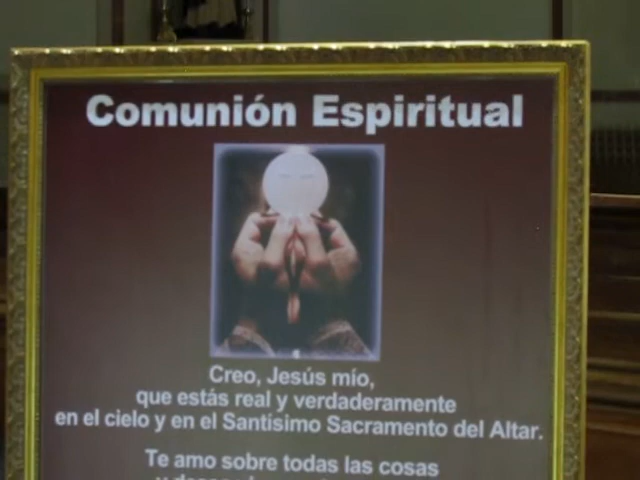 Comunión Espiritual
Creo, Jesús mío,
que estás real y verdaderamente
en el cielo y en el Santísimo Sacramento del Altar.
Te amo sobre todas las cosas